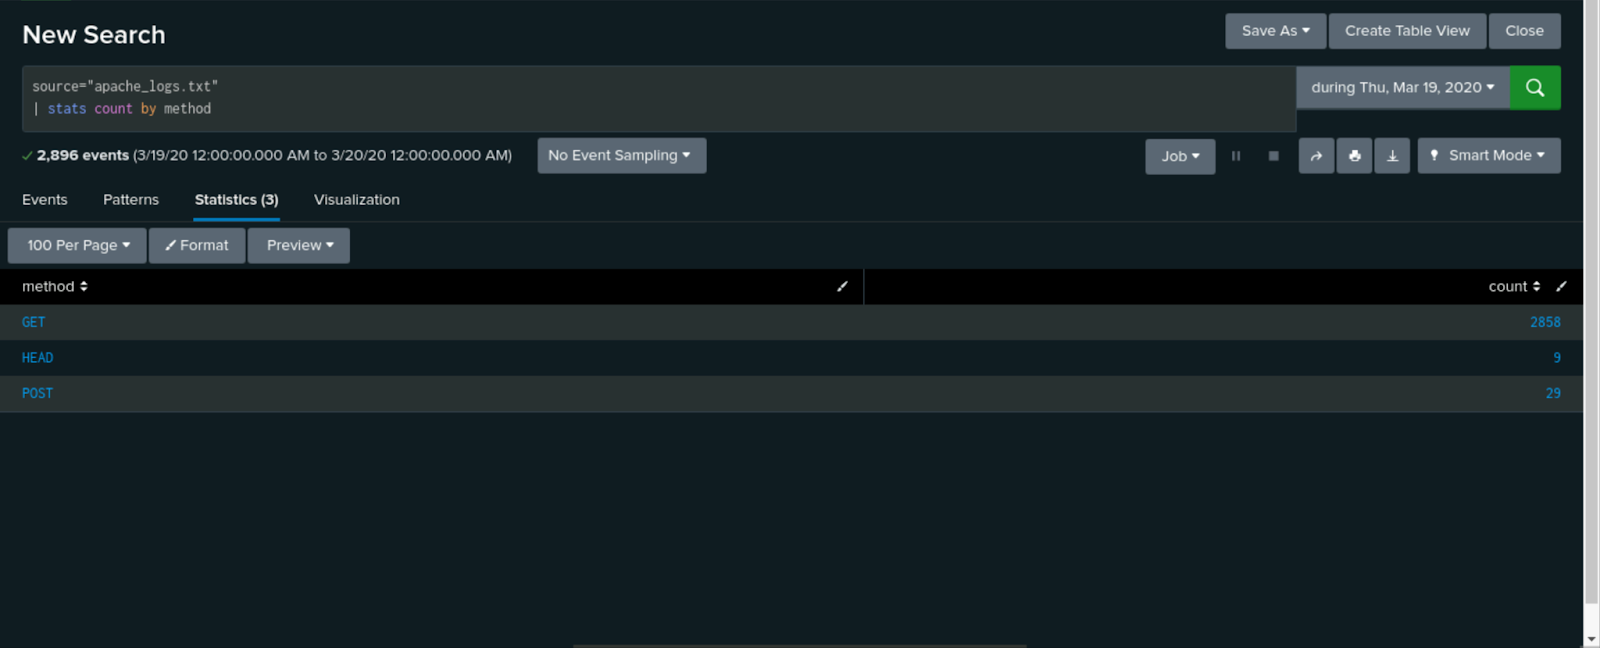 New Search
Save As
Create Table View
Close
source="apache_logs.txt"
| stats count by method
during Thu, Mar 19, 2020
2,896 events (3/19/20 12:00:00.000 AM to 3/20/20 12:00:00.000 AM)
No Event Sampling
Job
Smart Mode
Events
Patterns
Statistics (3)
Visualization
100 Per Page
Format
Preview
method
count
GET
2858
HEAD
9
POST
29